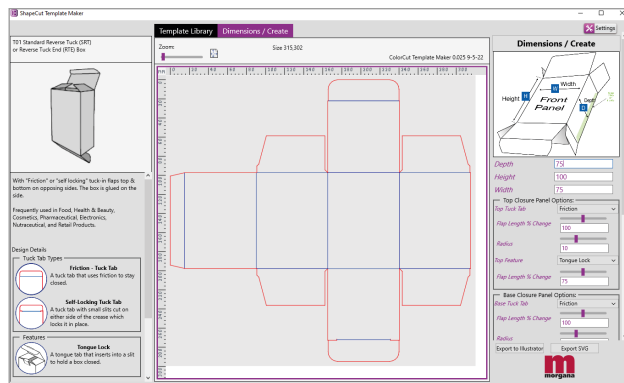 ShapeCut Template Maker
Template Library
Dimensions / Create
Settings
T01 Standard Reverse Tuck (SRT)
or Reverse Tuck End (RTE) Box
With "Friction" or "self locking" tuck-in flaps top &
bottom on opposing sides. The box is glued on the
side.
Frequently used in Food, Health & Beauty,
Cosmetics, Pharmaceutical, Electronics,
Nutraceutical, and Retail Products.
Design Details
Tuck Tab Types
Friction - Tuck Tab
A tuck tab that uses friction to stay
closed.
Self-Locking Tuck Tab
A tuck tab with small slits cut on
either side of the crease which
locks it in place.
Features
Tongue Lock
A tongue tab that inserts into a slit
to hold a box closed.
Zoom:
Size 315,302
ColorCut Template Maker 0.025 9-5-22
Dimensions / Create
Width
W
Height
H
Front
Panel
Depth
D
Depth
75
Height
100
Width
75
Top Closure Panel Options:
Top Tuck Tab
Friction
Flap Length % Change
100
Radius
10
Top Feature
Tongue Lock
Flap Length % Change
75
Base Closure Panel Options:
Base Tuck Tab
Friction
Flap Length % Change
100
Radius
Export to Illustrator
Export SVG
morgana